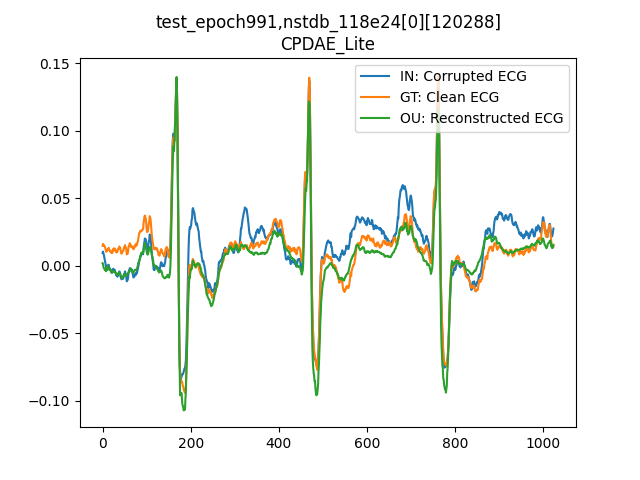 test_epoch991,nstdb_118e24[0][120288]
CPDAE_Lite
IN: Corrupted ECG
GT: Clean ECG
OU: Reconstructed ECG
0.15
0.10
0.05
0.00
−0.05
−0.10
0
200
400
600
800
1000